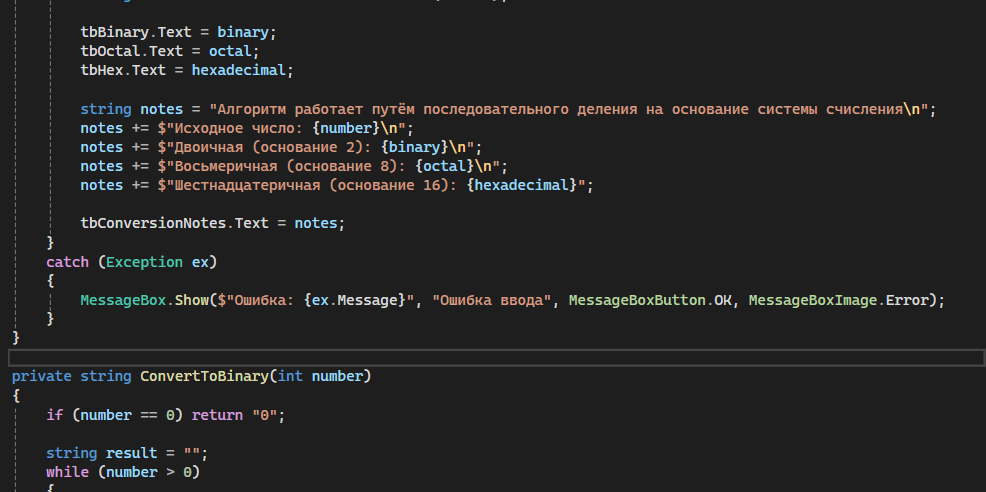 tbBinary.Text = binary;
tbOctal.Text = octal;
tbHex.Text = hexadecimal;
string notes = "Алгоритм работает путём последовательного деления на основание системы счисления\n";
notes += $"Исходное число: {number}\n";
notes += $"Двоичная (основание 2): {binary}\n";
notes += $"Восьмеричная (основание 8): {octal}\n";
notes += $"Шестнадцатеричная (основание 16): {hexadecimal}";
tbConversionNotes.Text = notes;
}
catch (Exception ex)
{
MessageBox.Show($"Ошибка: {ex.Message}", "Ошибка ввода", MessageBoxButton.OK, MessageBoxImage.Error);
}
}
private string ConvertToBinary(int number)
{
if (number == 0) return "0";
string result = "";
while (number > 0)
{